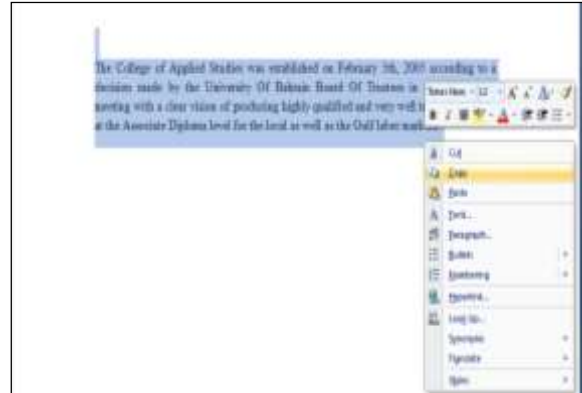 The College of Applied Studies was established on February 5th, 2005 according to a
decision made by the University Of Bahrain Board Of Trustees in
meeting with a clear vision of producing highly qualified and very well
at the Associate Diploma level for the local as well as the Gulf labor
12
Cut
Copy
Paste
Font...
Paragraph...
Bullets
Numbering
Hyperlink...
Look Up...
Synonyms
Translate
Styles